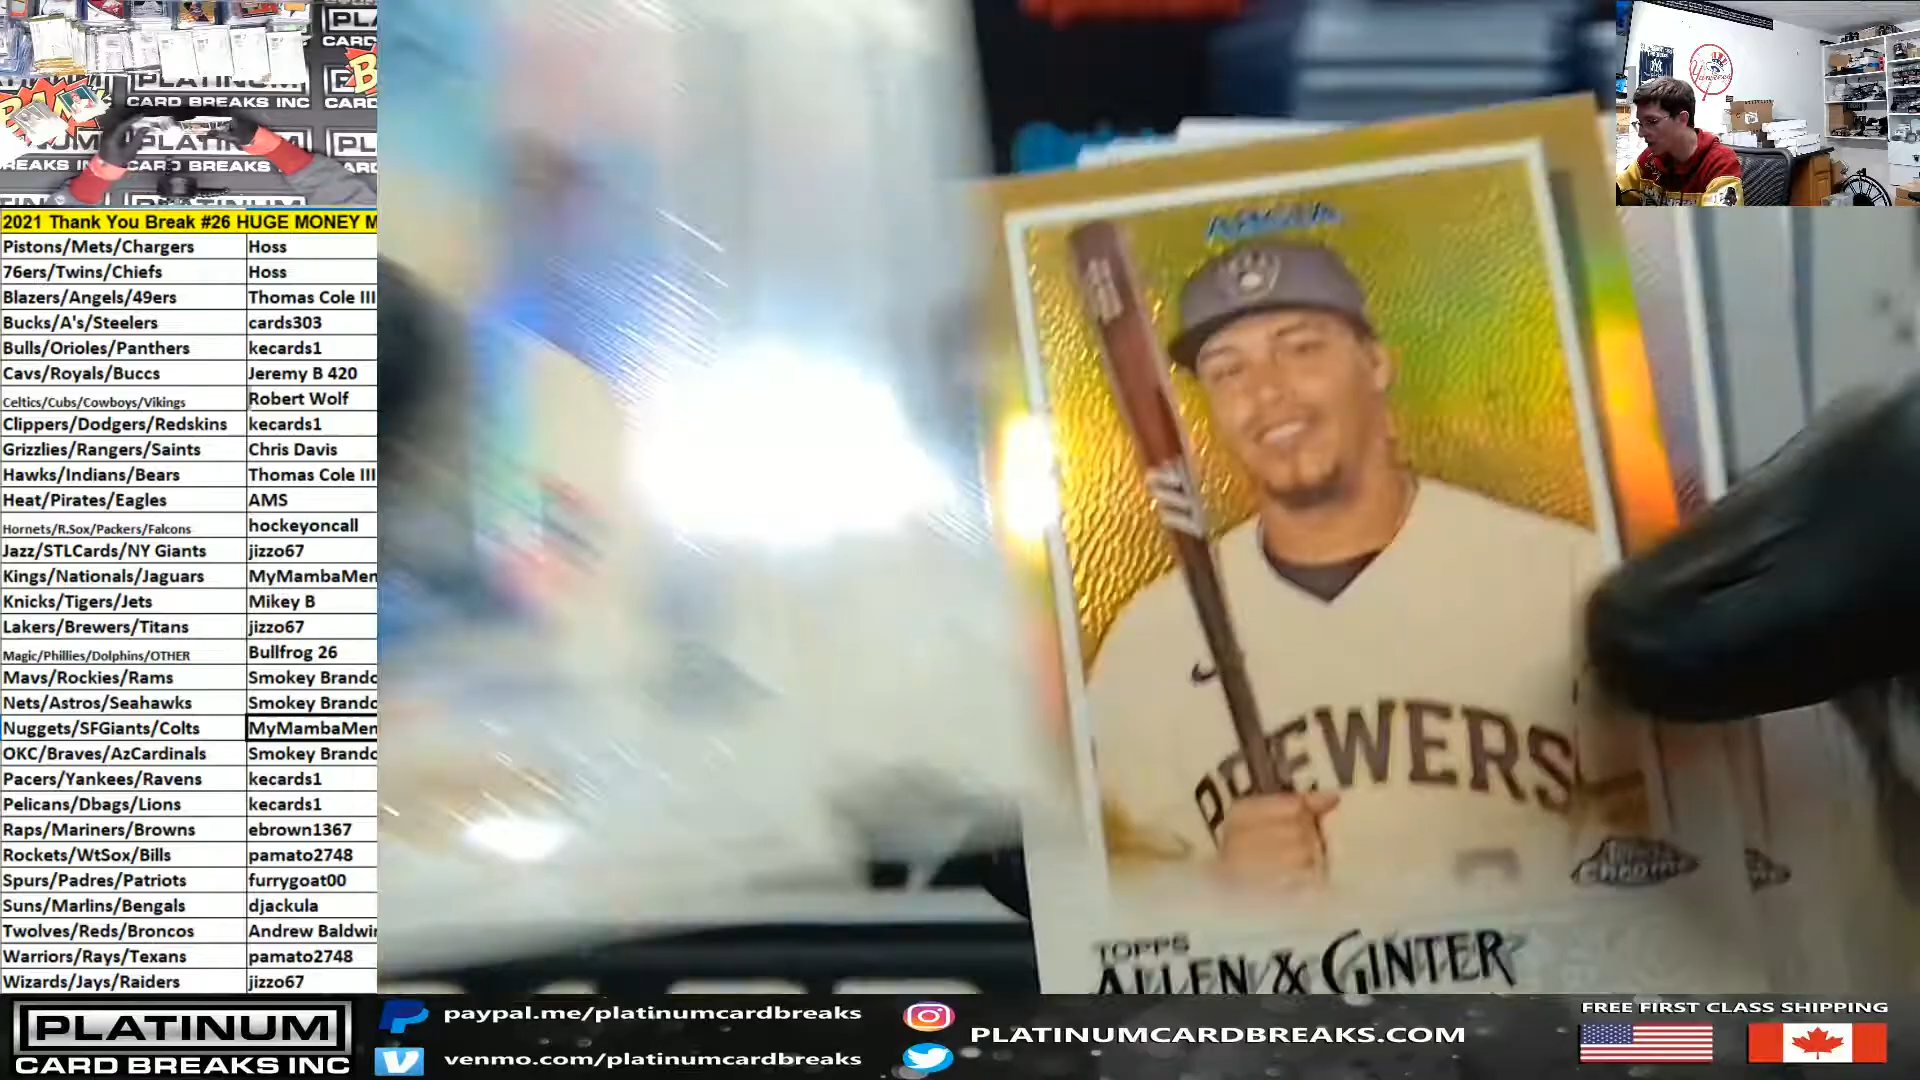 PLATINUM
CARD BREAKS INC
CARD
2021 Thank You Break #26 HUGE MONEY M
Pistons/Mets/Chargers Hoss
76ers/Twins/Chiefs Hoss
Blazers/Angels/49ers Thomas Cole III
Bucks/A's/Steelers cards303
Bulls/Orioles/Panthers kecards1
Cavs/Royals/Buccs Jeremy B 420
Celtics/Cubs/Cowboys/Vikings Robert Wolf
Clippers/Dodgers/Redskins kecards1
Grizzlies/Rangers/Saints Chris Davis
Hawks/Indians/Bears Thomas Cole III
Heat/Pirates/Eagles AMS
Hornets/R.Sox/Packers/Falcons hockeyoncall
Jazz/STLCards/NY Giants jizzo67
Kings/Nationals/Jaguars MyMambaMen
Knicks/Tigers/Jets Mikey B
Lakers/Brewers/Titans jizzo67
Magic/Phillies/Dolphins/OTHER Bullfrog 26
Mavs/Rockies/Rams Smokey Brando
Nets/Astros/Seahawks Smokey Brando
Nuggets/SFGiants/Colts MyMambaMen
OKC/Braves/AzCardinals Smokey Brando
Pacers/Yankees/Ravens kecards1
Pelicans/Dbags/Lions kecards1
Raps/Mariners/Browns ebrown1367
Rockets/WtSox/Bills pamato2748
Spurs/Padres/Patriots furrygoat00
Suns/Marlins/Bengals djackula
Twolves/Reds/Broncos Andrew Baldwin
Warriors/Rays/Texans pamato2748
Wizards/Jays/Raiders jizzo67
BREWERS
Chrome
TOPPS
ALLEN & GINTER
Yankees
PLATINUM
CARD BREAKS INC
paypal.me/platinumcardbreaks
venmo.com/platinumcardbreaks
PLATINUMCARDBREAKS.COM
FREE FIRST CLASS SHIPPING